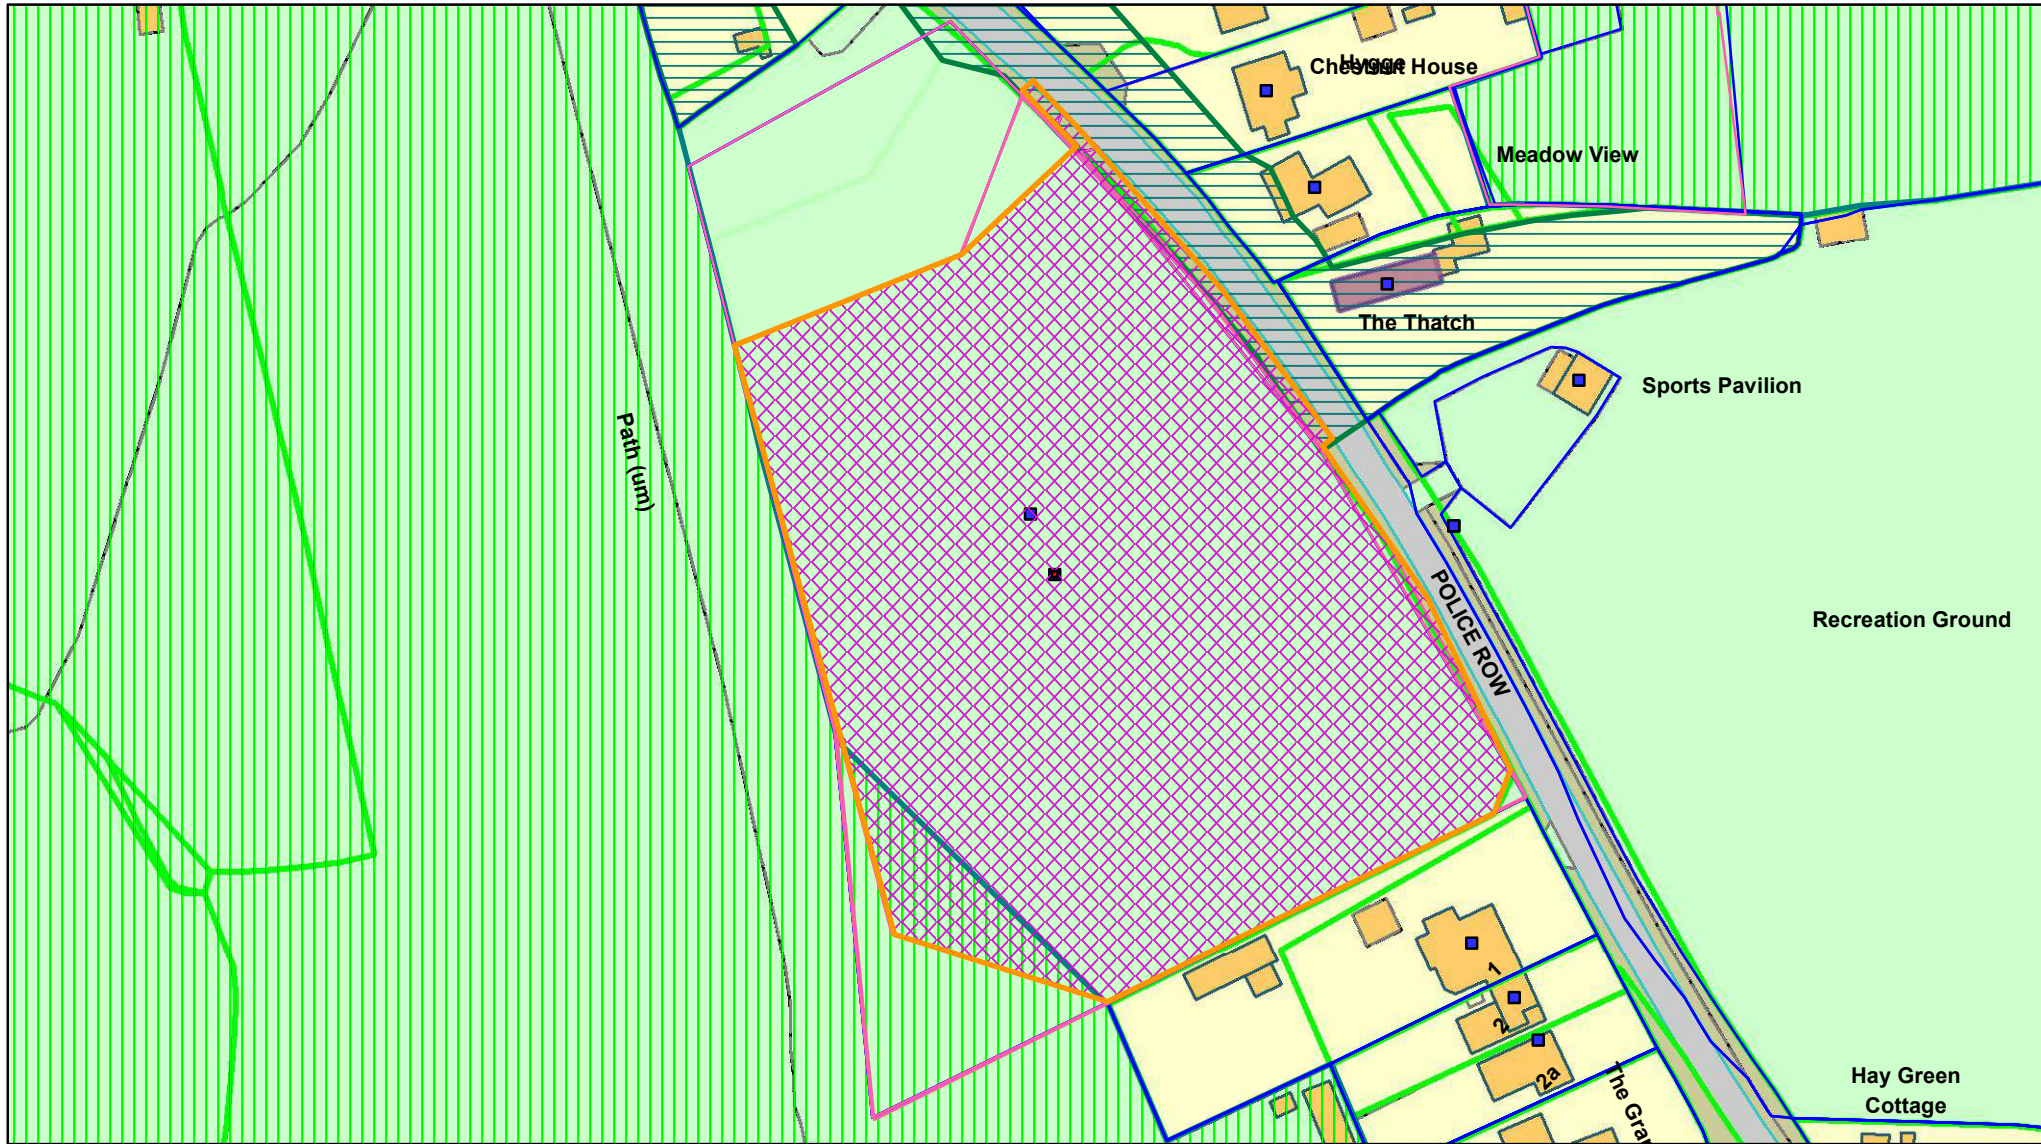 Hygge
Chestnut House
Meadow View
The Thatch
Sports Pavilion
Path (um)
POLICE ROW
Recreation Ground
1
2
2a
Hay Green
Cottage